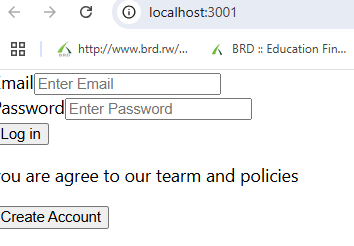 localhost:3001
http://www.brd.rw/~
BRD :: Education Fin...
Email Enter Email
Password Enter Password
Log in
you are agree to our tearm and policies
Create Account